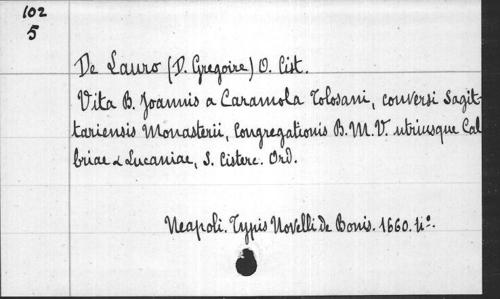 102
5
De Lauro (D. Gregoire) O. Cist.
Vita B. Joannis a Caramola Tolosani, conversi Sagit-
tariensis Monasterii, Congregationis B. M. V. utriusque Cal
briae & Lucaniae, S. Cisterc. Ord.
Neapoli. Typis Novelli de Bonis. 1660. 4°.